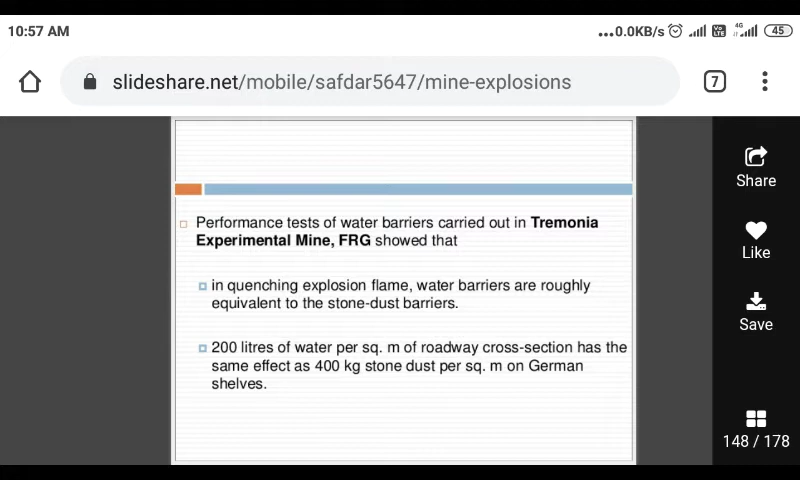 10:57 AM
...0.0KB/s
4G
45
slideshare.net/mobile/safdar5647/mine-explosions
7
Performance tests of water barriers carried out in Tremonia
Experimental Mine, FRG showed that
in quenching explosion flame, water barriers are roughly
equivalent to the stone-dust barriers.
200 litres of water per sq. m of roadway cross-section has the
same effect as 400 kg stone dust per sq. m on German
shelves.
Share
Like
Save
148 / 178